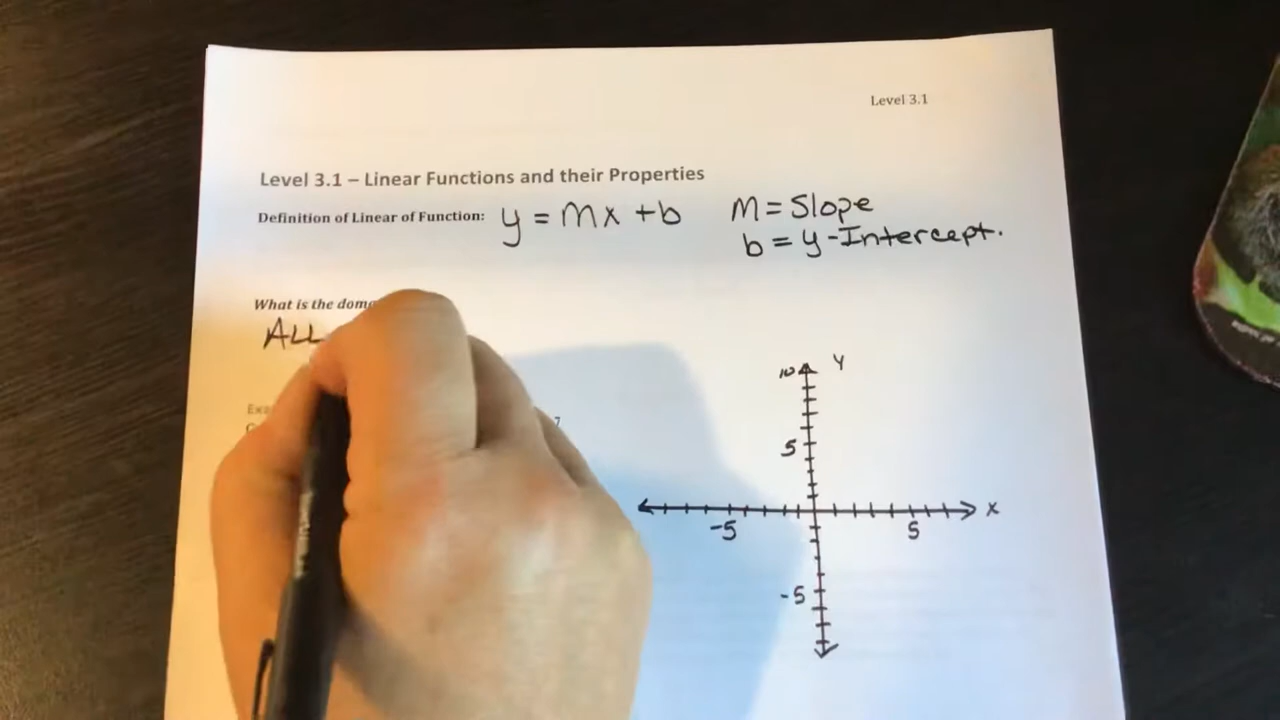 Level 3.1
Level 3.1 – Linear Functions and their Properties
Definition of Linear of Function: y = mx + b
M = Slope
b = y-Intercept.
What is the
ALL
10 Y
5
X
-5 5
-5